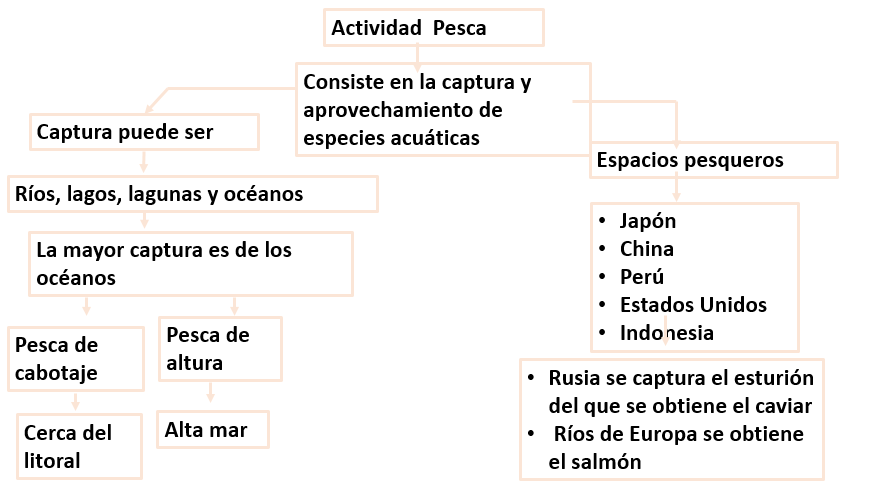 Actividad  Pesca
Consiste en la captura y
aprovechamiento de
especies acuáticas
Captura puede ser
Ríos, lagos, lagunas y océanos
La mayor captura es de los
océanos
Pesca de
cabotaje
Cerca del
litoral
Pesca de
altura
Alta mar
Espacios pesqueros
• Japón
• China
• Perú
• Estados Unidos
• Indonesia
• Rusia se captura el esturión
del que se obtiene el caviar
• Ríos de Europa se obtiene
el salmón